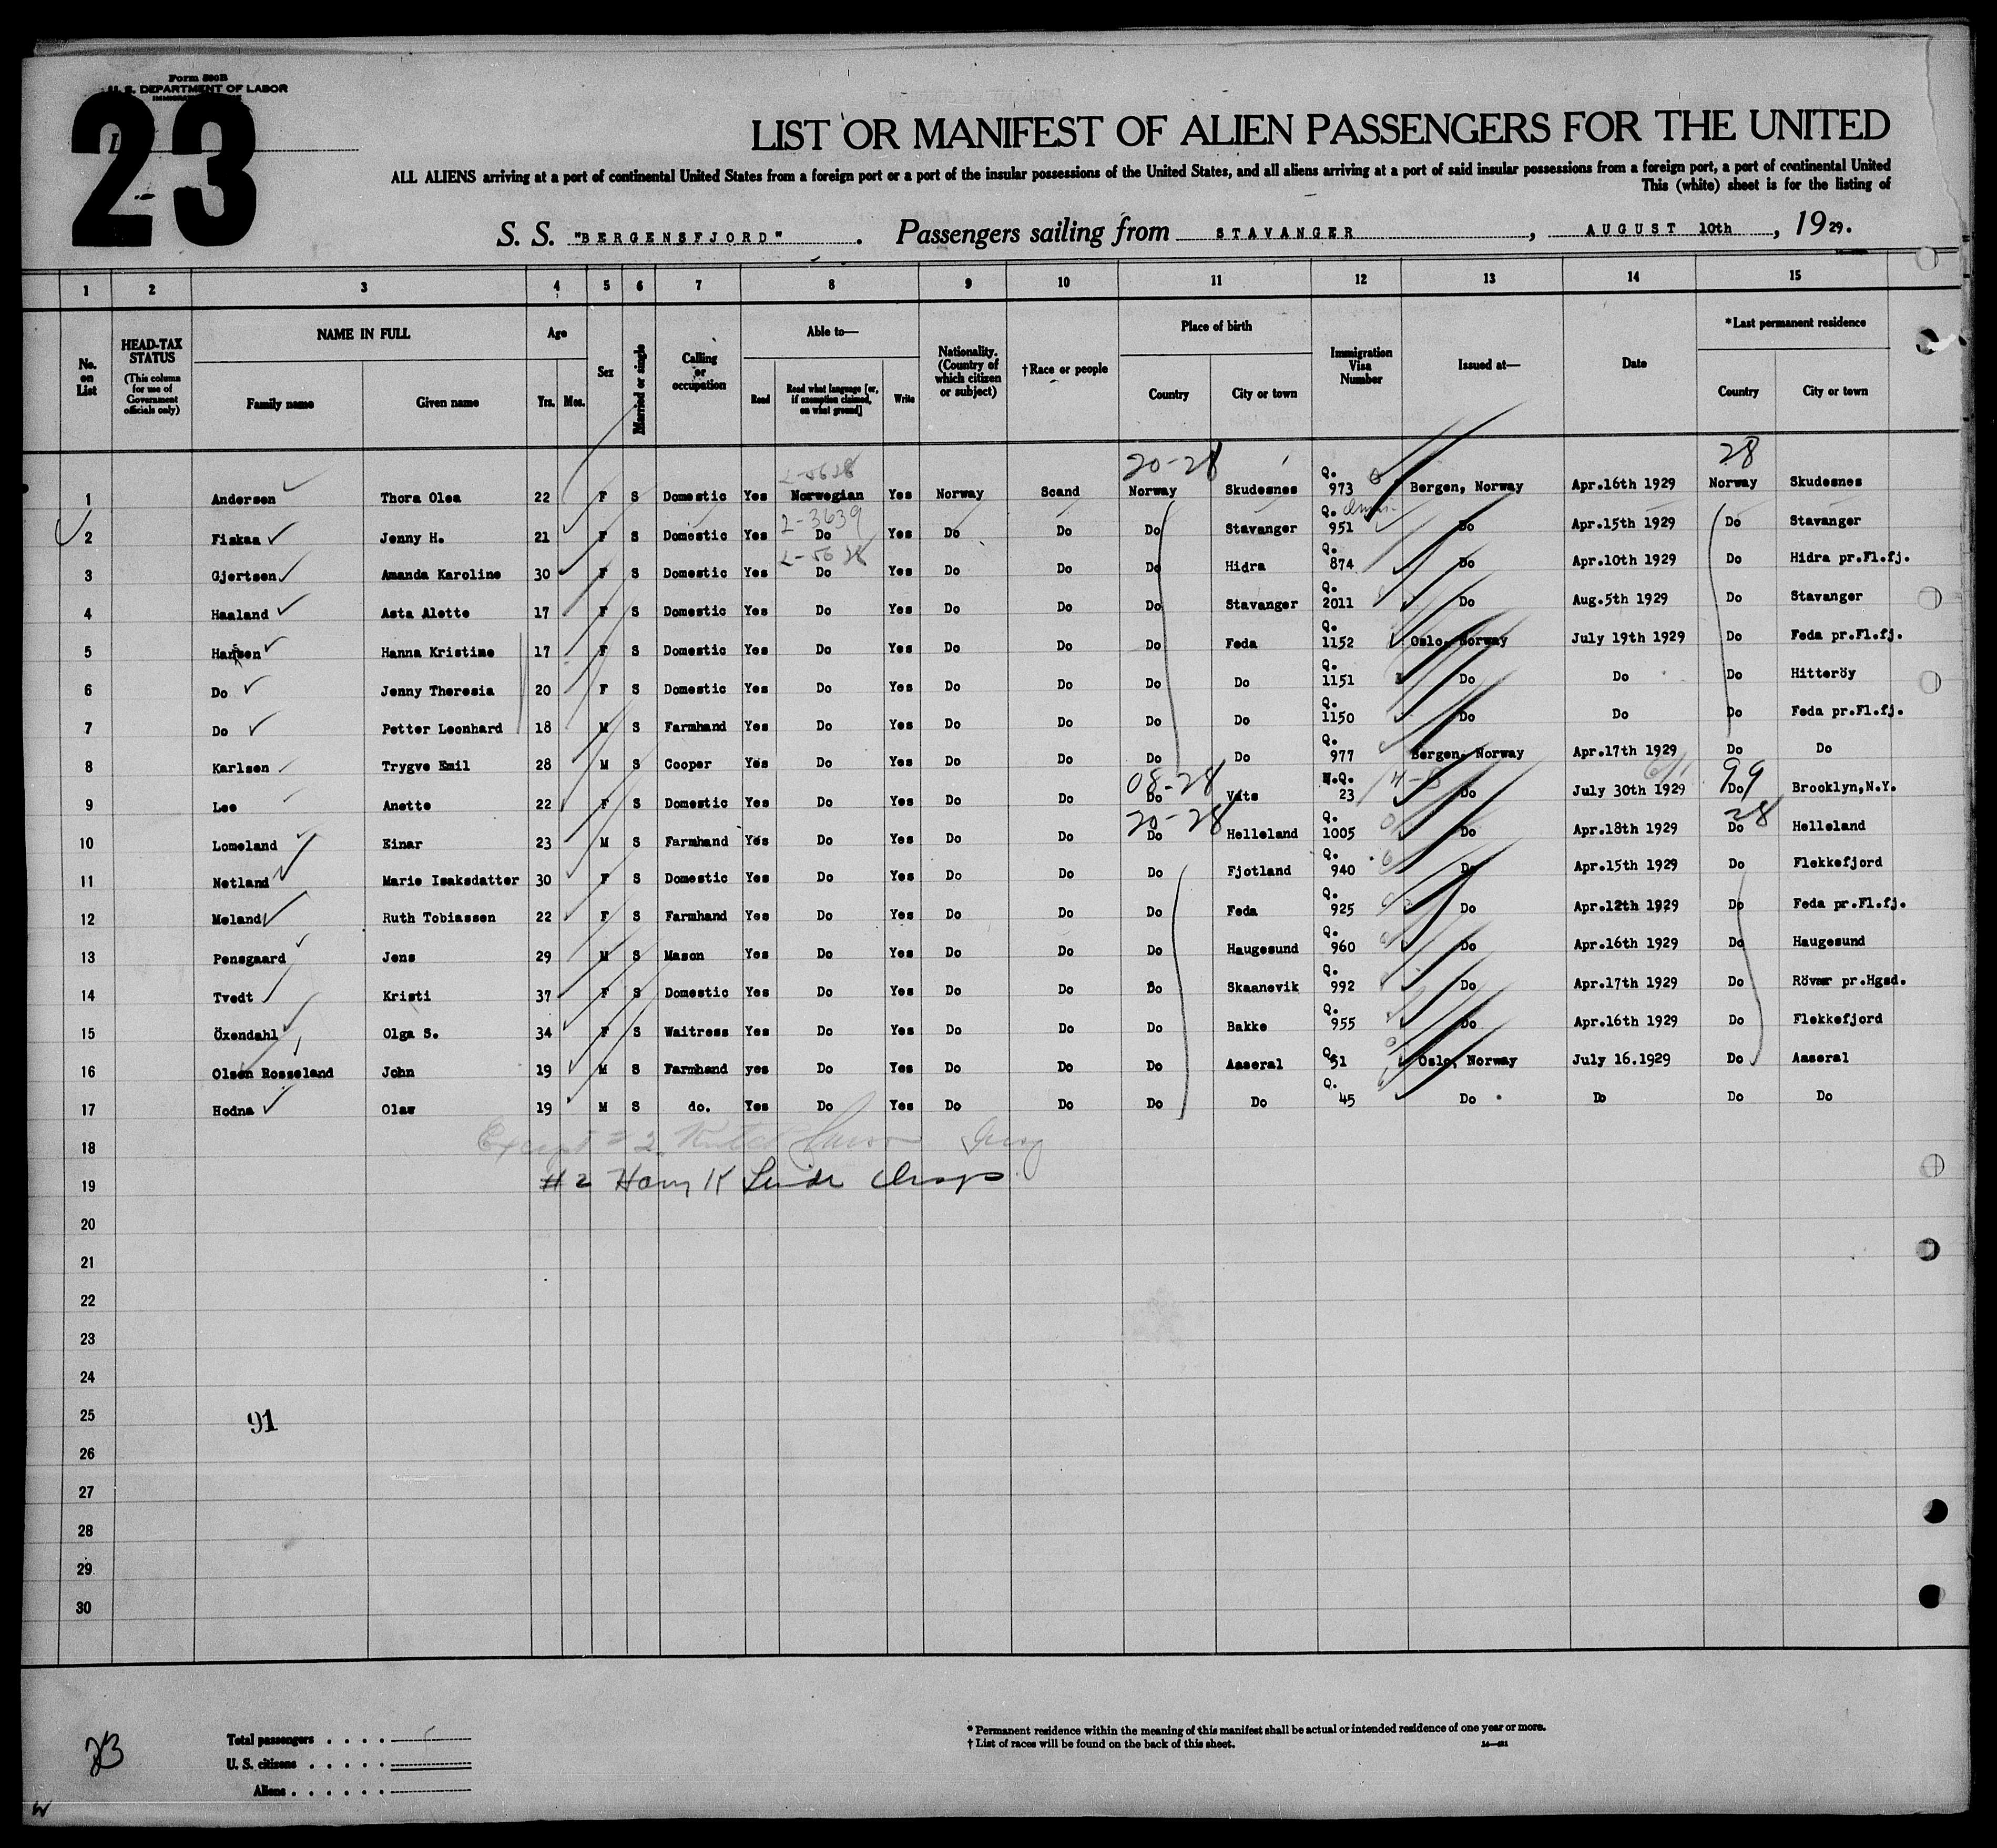 Form 500B
U. S. DEPARTMENT OF LABOR
23
LIST OR MANIFEST OF ALIEN PASSENGERS FOR THE UNITED
ALL ALIENS arriving at a port of continental United States from a foreign port or a port of the insular possessions of the United States, and all aliens arriving at a port of said insular possessions from a foreign port, a port of continental United
This (white) sheet is for the listing of
S. S. "BERGENSFJORD". Passengers sailing from STAVANGER, AUGUST 10th, 1929.
1 2 3 4 5 6 7 8 9 10 11 12 13 14 15
No. on List
HEAD-TAX STATUS (This column for use of Government officials only)
NAME IN FULL Family name Given name
Age Yrs. Mos.
Sex
Married or single
Calling or occupation
Able to— Read Read what language [or, if exemption claimed, on what ground] Write
Nationality. (Country of which citizen or subject)
†Race or people
Place of birth Country City or town
Immigration Visa Number
Issued at—
Date
*Last permanent residence Country City or town
20-28 28
1 Andersen Thora Olea 22 F S Domestic Yes Norwegian Yes Norway Scand Norway Skudesnes Q. 973 Bergen, Norway Apr.16th 1929 Norway Skudesnes
2-3639
2 Fiskaa Jenny H. 21 F S Domestic Yes Do Yes Do Do Do Stavanger Q. 951 Do Apr.15th 1929 Do Stavanger
3 Gjertsen Amanda Karoline 30 F S Domestic Yes Do Yes Do Do Do Hidra Q. 874 Do Apr.10th 1929 Do Hidra pr.Fl.fj.
4 Haaland Asta Alette 17 F S Domestic Yes Do Yes Do Do Do Stavanger Q. 2011 Do Aug.5th 1929 Do Stavanger
5 Hansen Hanna Kristine 17 F S Domestic Yes Do Yes Do Do Do Feda Q. 1152 Oslo, Norway July 19th 1929 Do Feda pr.Fl.fj.
6 Do Jenny Theresia 20 F S Domestic Yes Do Yes Do Do Do Do Q. 1151 Do Do Do Hitteröy
7 Do Petter Leonhard 18 M S Farmhand Yes Do Yes Do Do Do Do Q. 1150 Do Do Do Feda pr.Fl.fj.
8 Karlsen Trygve Emil 28 M S Cooper Yes Do Yes Do Do Do Do Q. 977 Bergen, Norway Apr.17th 1929 Do Do
08-28 99
9 Lee Anette 22 F S Domestic Yes Do Yes Do Do Do Vats N.Q. 23 Do July 30th 1929 Do Brooklyn,N.Y.
20-28 28
10 Lomeland Einar 23 M S Farmhand Yes Do Yes Do Do Do Helleland Q. 1005 Do Apr.18th 1929 Do Helleland
11 Netland Marie Isaksdatter 30 F S Domestic Yes Do Yes Do Do Do Fjotland Q. 940 Do Apr.15th 1929 Do Flekkefjord
12 Meland Ruth Tobiassen 22 F S Farmhand Yes Do Yes Do Do Do Feda Q. 925 Do Apr.12th 1929 Do Feda pr.Fl.fj.
13 Pensgaard Jens 29 M S Mason Yes Do Yes Do Do Do Haugesund Q. 960 Do Apr.16th 1929 Do Haugesund
14 Tvedt Kristi 37 F S Domestic Yes Do Yes Do Do Do Skaanevik Q. 992 Do Apr.17th 1929 Do Rövær pr.Hgsd.
15 Öxendahl Olga S. 34 F S Waitress Yes Do Yes Do Do Do Bakke Q. 955 Do Apr.16th 1929 Do Flekkefjord
16 Olsen Rosseland John 19 M S Farmhand yes Do Yes Do Do Do Aaseral Q. 51 Oslo, Norway July 16.1929 Do Aaseral
17 Hodna Olav 19 M S do. Yes Do Yes Do Do Do Do Q. 45 Do Do Do Do
18 Except # 2
19 #2 Harry K
20
21
22
23
24
25 91
26
27
28
29
30
23
Total passengers
U. S. citizens
Aliens
* Permanent residence within the meaning of this manifest shall be actual or intended residence of one year or more.
† List of races will be found on the back of this sheet.